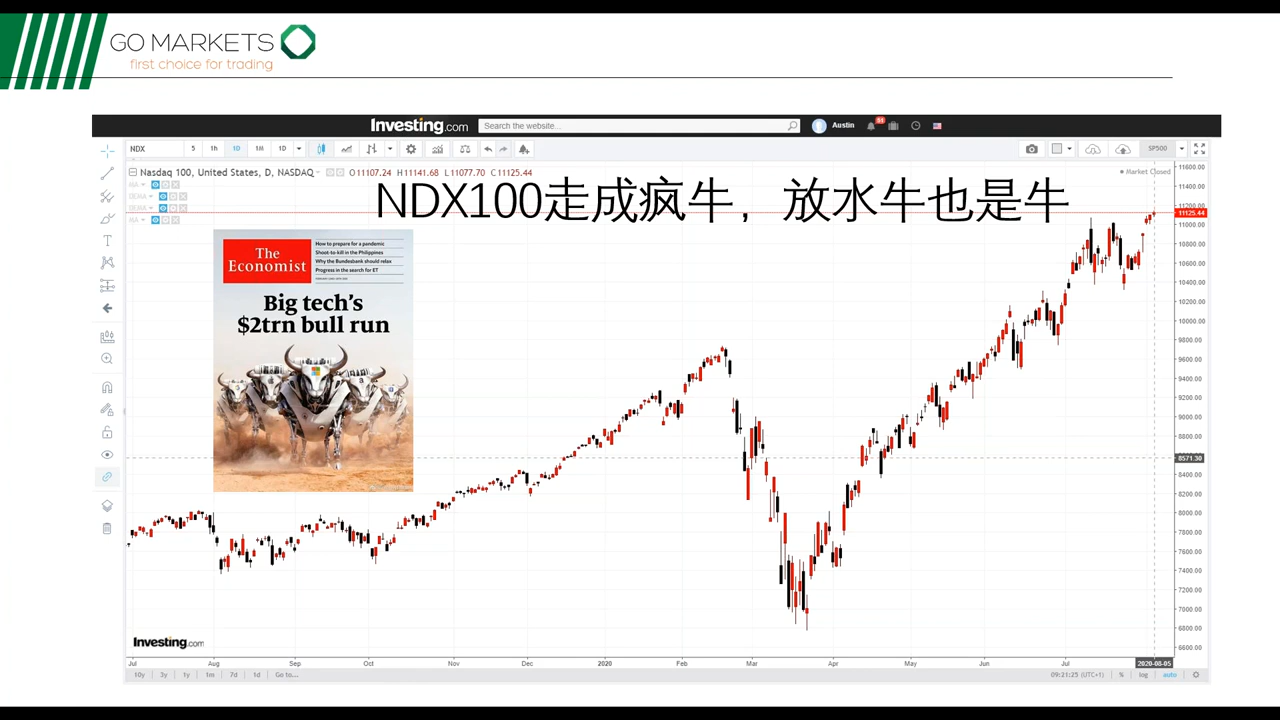 GO MARKETS
first choice for trading
Investing.com
Search the website...
Austin
NDX
5
1h
1D
1M
1D
SP500
Nasdaq 100, United States, D, NASDAQ
O11107.24 H11141.68 L11077.70 C11125.44
Market Closed
NDX100走成疯牛，放水牛也是牛
The Economist
How to prepare for a pandemic
Shoot-to-kill in the Philippines
Why the Bundesbank should relax
Progress in the search for ET
Big tech's
$2trn bull run
11600.00
11400.00
11200.00
11125.44
11000.00
10800.00
10600.00
10400.00
10200.00
10000.00
9800.00
9600.00
9400.00
9200.00
9000.00
8800.00
8571.30
8400.00
8200.00
8000.00
7800.00
7600.00
7400.00
7200.00
7000.00
6800.00
6600.00
Investing.com
Jul Aug Sep Oct Nov Dec 2020 Feb Mar Apr May Jun Jul 2020-08-05
10y 3y 1y 1m 7d 1d Go to...
09:21:25 (UTC+1) % log auto